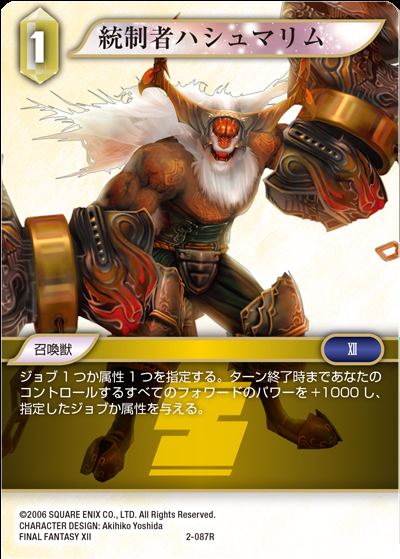 1
統制者ハシュマリム
召喚獣
XII
ジョブ1つか属性1つを指定する。ターン終了時まであなたの
コントロールするすべてのフォワードのパワーを+1000し、
指定したジョブか属性を与える。
©2006 SQUARE ENIX CO., LTD. All Rights Reserved.
CHARACTER DESIGN: Akihiko Yoshida
FINAL FANTASY XII
2-087R